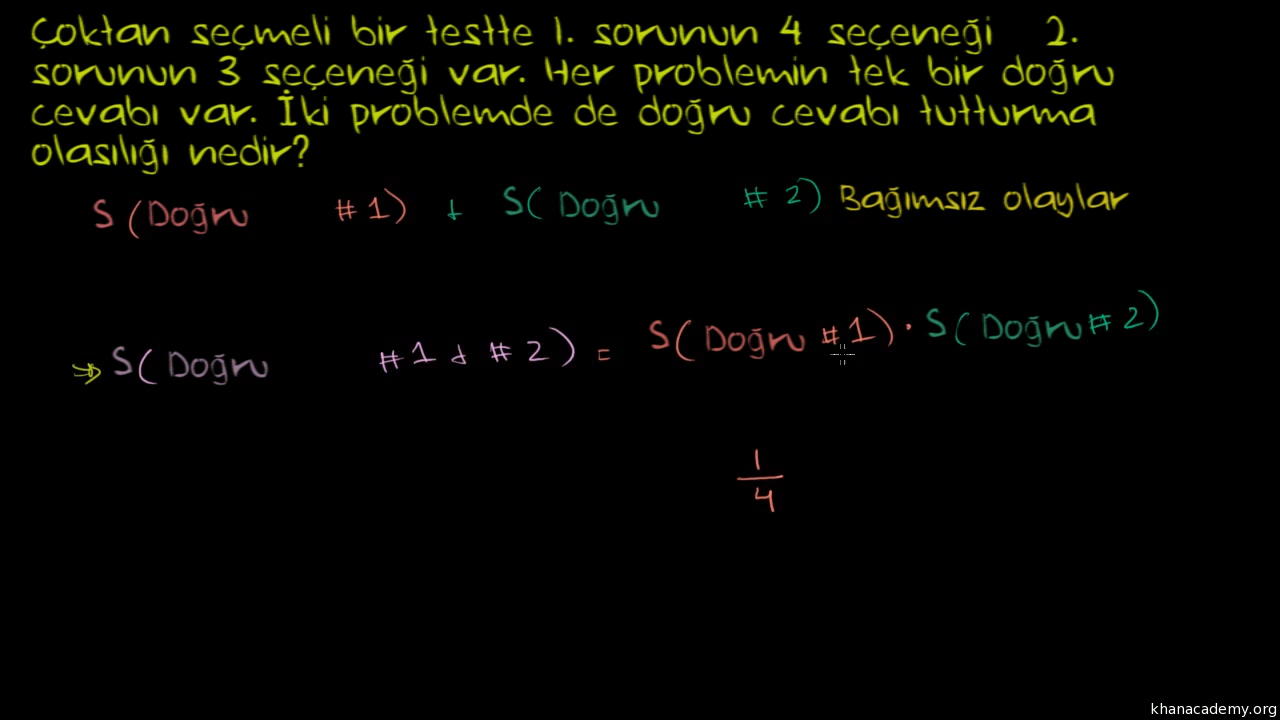 Çoktan seçmeli bir testte 1. sorunun 4 seçeneği 2.
sorunun 3 seçeneği var. Her problemin tek bir doğru
cevabı var. İki problemde de doğru cevabı tutturma
olasılığı nedir?
S(Doğru #1) & S(Doğru #2) Bağımsız olaylar
S(Doğru #1 & #2) = S(Doğru #1) · S(Doğru #2)
1
4
khanacademy.org